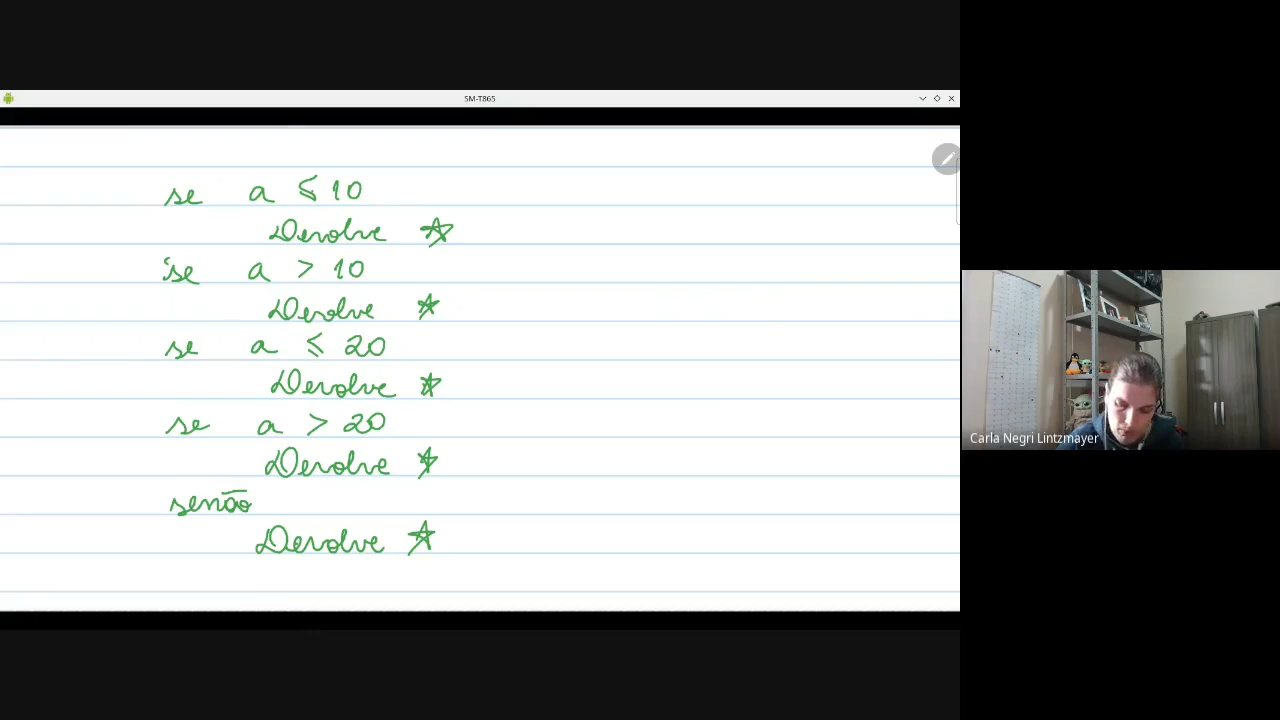 SM-T865
se a ⩽ 10
Devolve ☆
se a > 10
Devolve ☆
se a ⩽ 20
Devolve ☆
se a > 20
Devolve ☆
senão
Devolve ☆
Carla Negri Lintzmayer